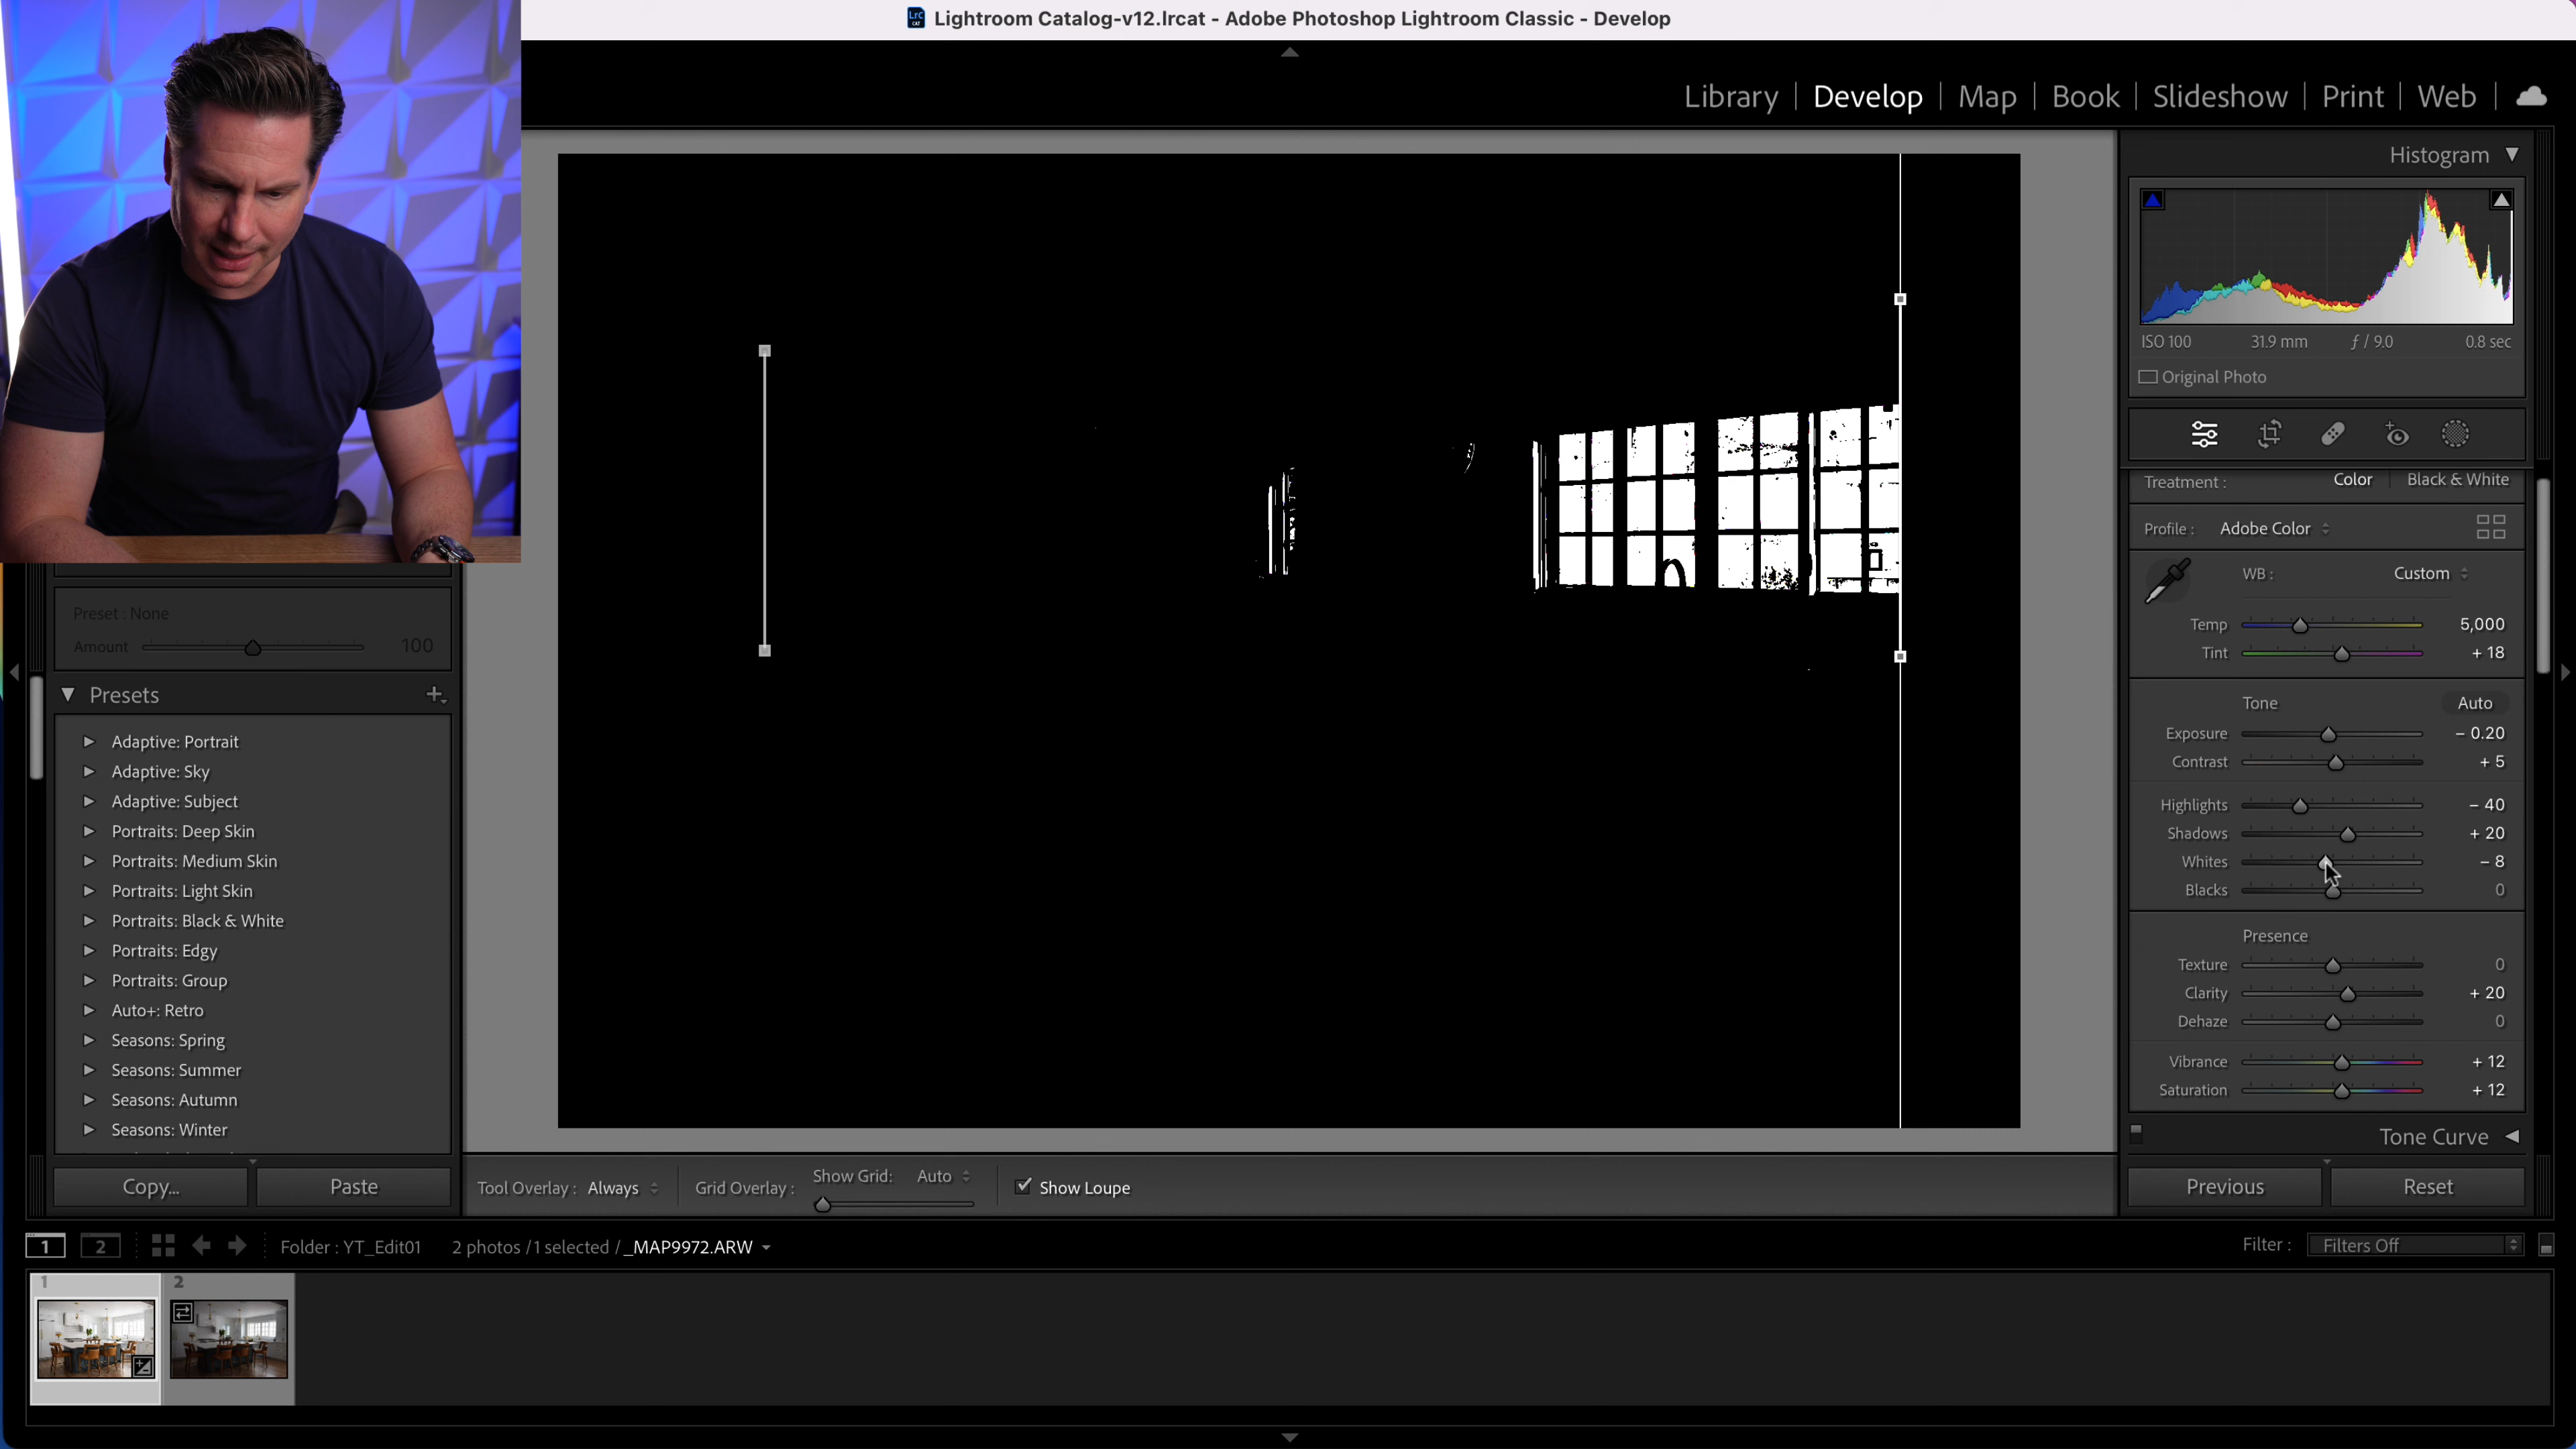 Lrc
CAT
Lightroom Catalog-v12.lrcat - Adobe Photoshop Lightroom Classic - Develop
Library | Develop | Map | Book | Slideshow | Print | Web |
Histogram
ISO 100 31.9 mm ƒ / 9.0 0.8 sec
Original Photo
Treatment : Color Black & White
Profile : Adobe Color
WB : Custom
Temp 5,000
Tint + 18
Tone Auto
Exposure – 0.20
Contrast + 5
Highlights – 40
Shadows + 20
Whites – 8
Blacks 0
Presence
Texture 0
Clarity + 20
Dehaze 0
Vibrance + 12
Saturation + 12
Tone Curve
Previous Reset
Preset : None
Amount 100
Presets
Adaptive: Portrait
Adaptive: Sky
Adaptive: Subject
Portraits: Deep Skin
Portraits: Medium Skin
Portraits: Light Skin
Portraits: Black & White
Portraits: Edgy
Portraits: Group
Auto+: Retro
Seasons: Spring
Seasons: Summer
Seasons: Autumn
Seasons: Winter
Copy... Paste
Tool Overlay : Always Grid Overlay : Show Grid: Auto Show Loupe
1 2 Folder : YT_Edit01 2 photos / 1 selected / _MAP9972.ARW Filter : Filters Off
1 2